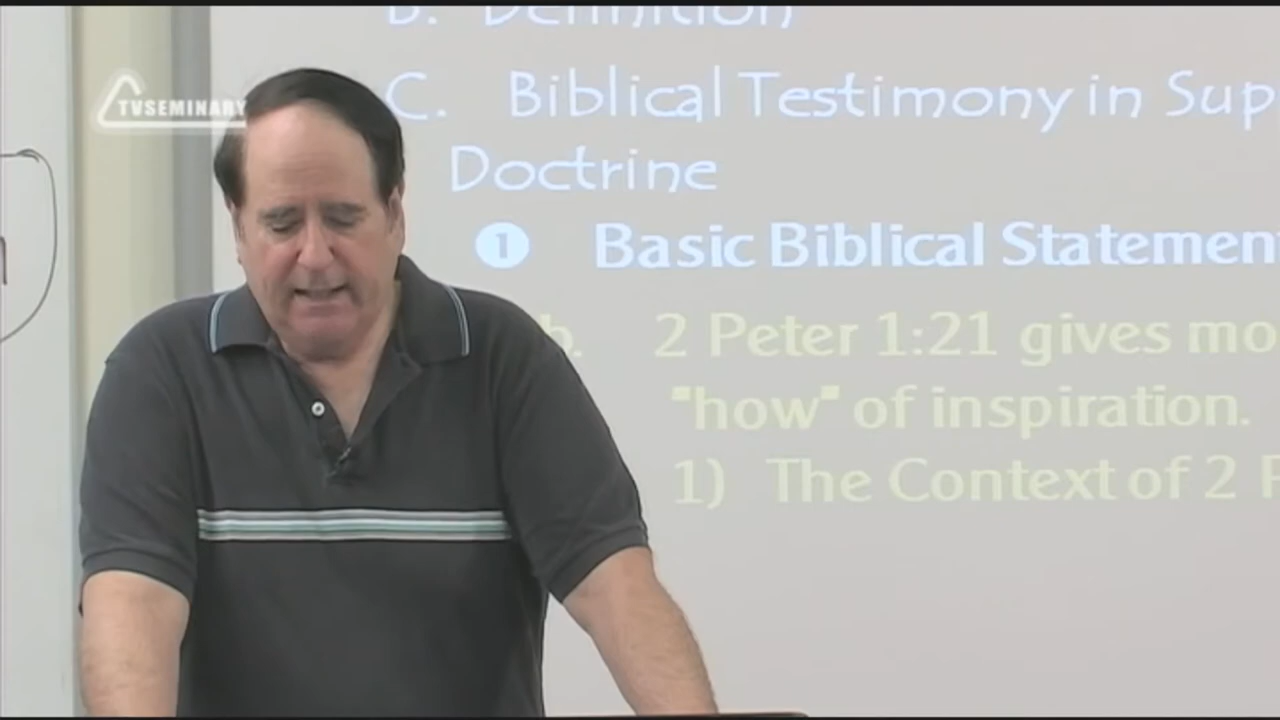 B. Definition
TVSEMINARY
C. Biblical Testimony in Sup
Doctrine
1 Basic Biblical Statemen
b. 2 Peter 1:21 gives mo
"how" of inspiration.
1) The Context of 2 P